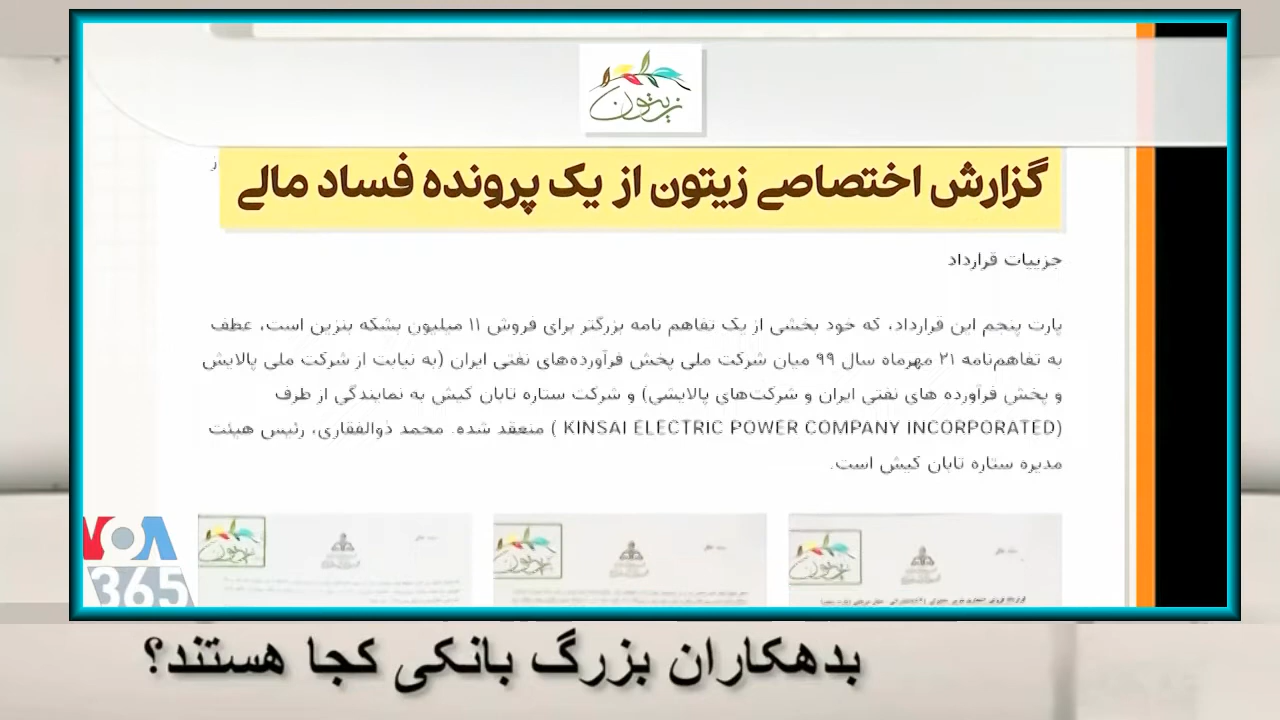 زیتون
گزارش اختصاصی زیتون از یک پرونده فساد مالی
جزییات قرارداد
پارت پنجم این قرارداد، که خود بخشی از یک تفاهم نامه بزرگتر برای فروش ۱۱ میلیون بشکه بنزین است، عطف
به تفاهم‌نامه ۲۱ مهرماه سال ۹۹ میان شرکت ملی پخش فرآورده‌های نفتی ایران (به نیابت از شرکت ملی پالایش
و پخش فرآورده های نفتی ایران و شرکت‌های پالایشی) و شرکت ستاره تابان کیش به نمایندگی از طرف
(KINSAI ELECTRIC POWER COMPANY INCORPORATED ) منعقد شده. محمد ذوالفقاری، رئیس هیئت
مدیره ستاره تابان کیش است.
زیتون
زیتون
زیتون
VOA
365
بدهکاران بزرگ بانکی کجا هستند؟